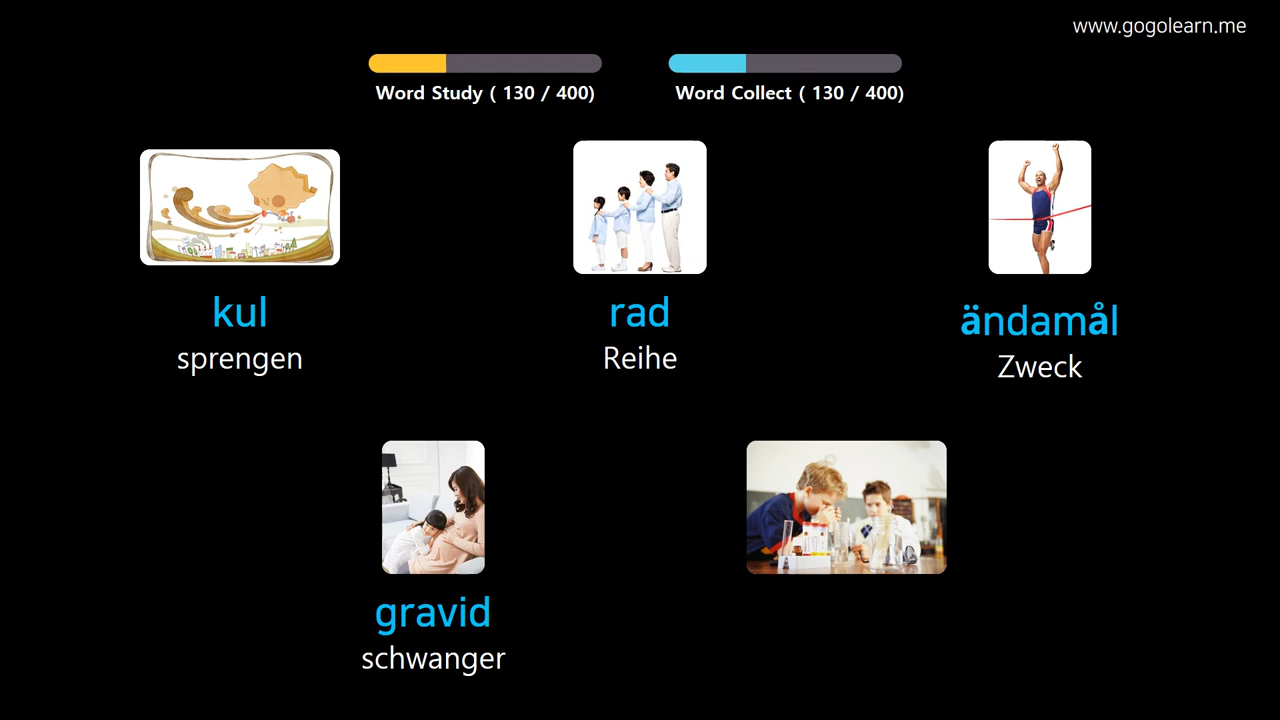 www.gogolearn.me
Word Study ( 130 / 400)
Word Collect ( 130 / 400)
kul
sprengen
rad
Reihe
ändamål
Zweck
gravid
schwanger